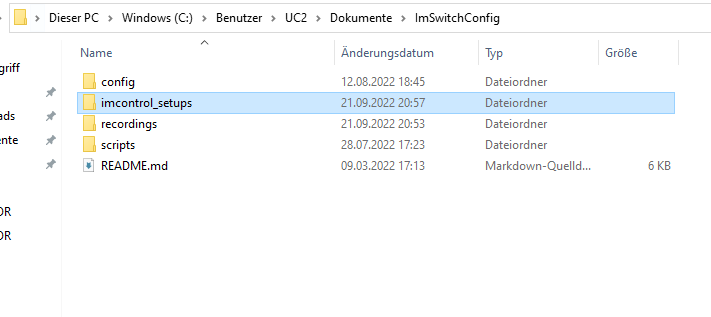 Dieser PC > Windows (C:) > Benutzer > UC2 > Dokumente > ImSwitchConfig
Name Änderungsdatum Typ Größe
griff
config 12.08.2022 18:45 Dateiordner
imcontrol_setups 21.09.2022 20:57 Dateiordner
ads
recordings 21.09.2022 20:53 Dateiordner
ente
scripts 28.07.2022 17:23 Dateiordner
README.md 09.03.2022 17:13 Markdown-Quelld... 6 KB
OR
OR